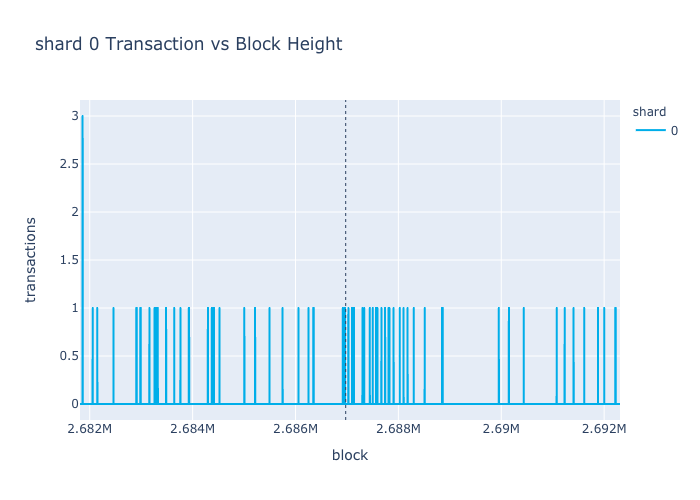 shard 0 Transaction vs Block Height
shard
0
3
2.5
2
1.5
1
0.5
0
transactions
2.682M
2.684M
2.686M
2.688M
2.69M
2.692M
block